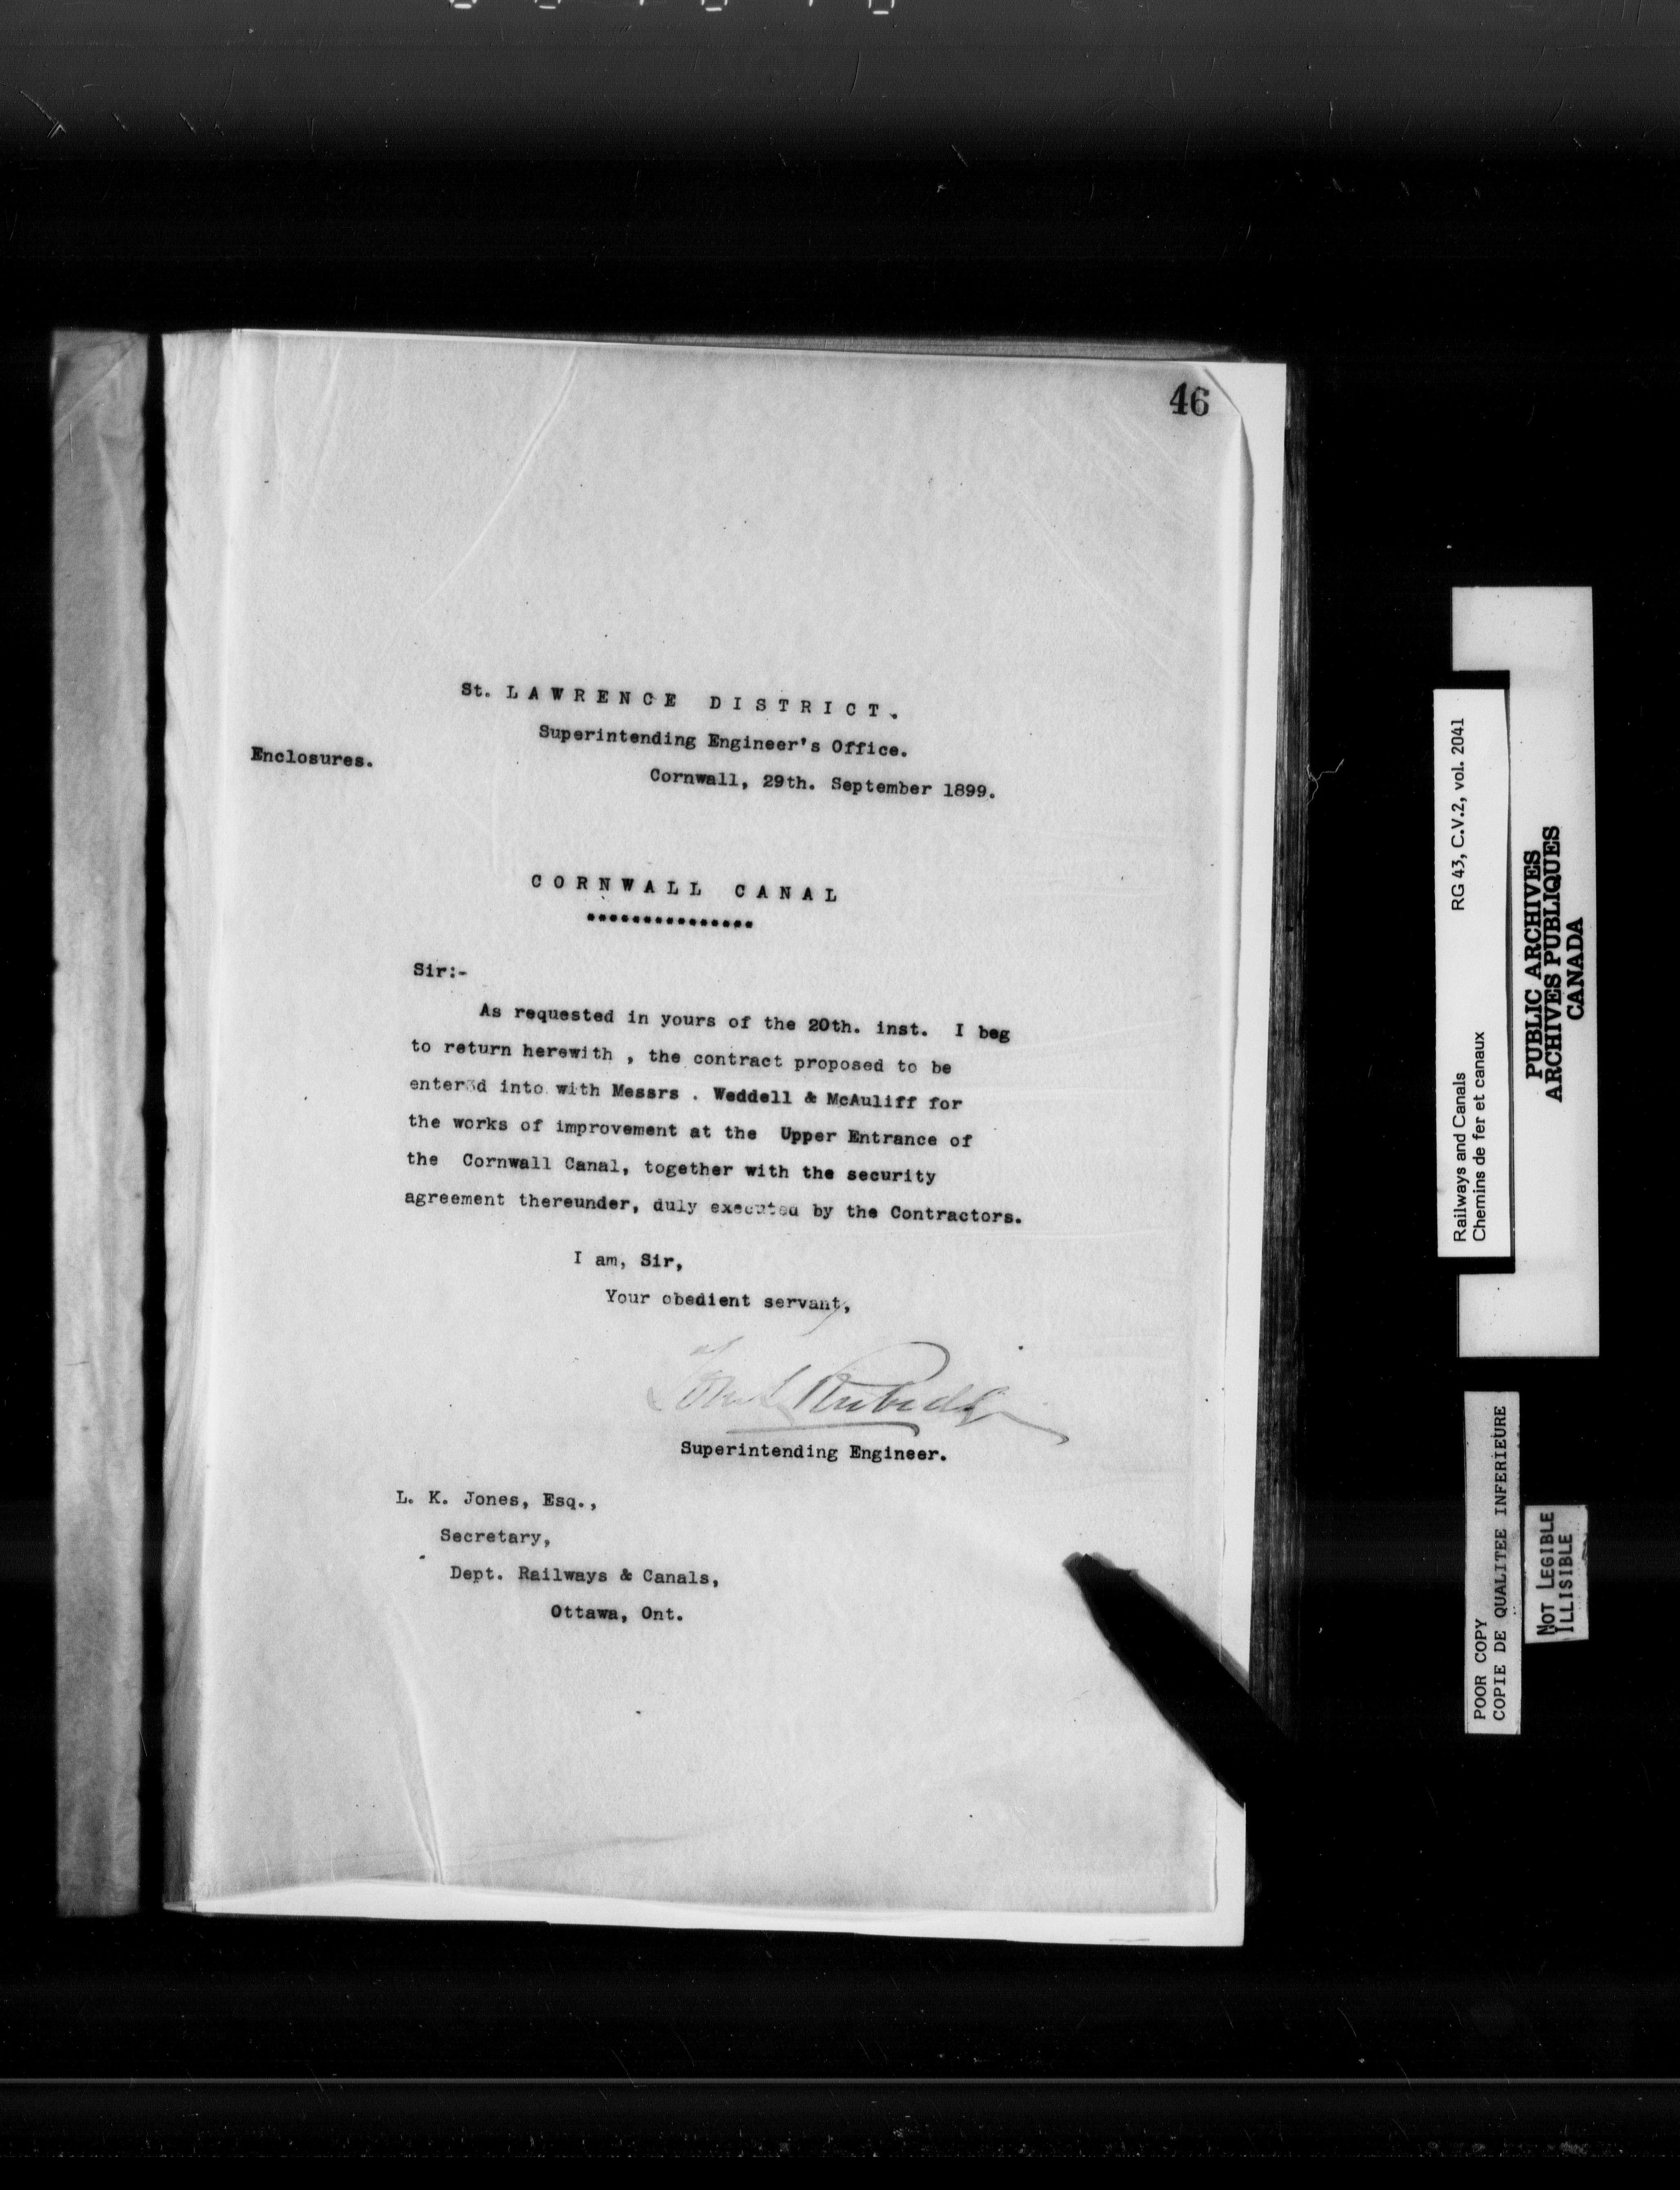 46
St. LAWRENCE DISTRICT.
Superintending Engineer's Office.
Enclosures.
Cornwall, 29th. September 1899.
CORNWALL CANAL
Sir:-
As requested in yours of the 20th. inst. I beg
to return herewith , the contract proposed to be
enter3d into with Messrs . Weddell & McAuliff for
the works of improvement at the Upper Entrance of
the Cornwall Canal, together with the security
agreement thereunder, duly executed by the Contractors.
I am, Sir,
Your obedient servant,
Superintending Engineer.
L. K. Jones, Esq.,
Secretary,
Dept. Railways & Canals,
Ottawa, Ont.
Railways and Canals RG 43, C.V.2, vol. 2041
Chemins de fer et canaux
PUBLIC ARCHIVES
ARCHIVES PUBLIQUES
CANADA
POOR COPY
COPIE DE QUALITEE INFERIEURE
NOT LEGIBLE
ILLISIBLE